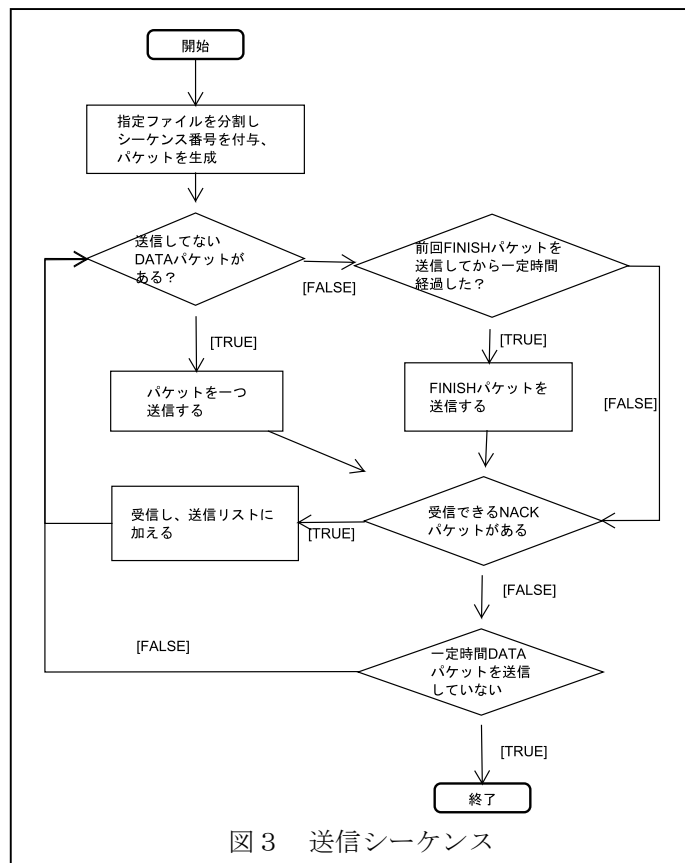 開始
指定ファイルを分割し
シーケンス番号を付与、
パケットを生成
送信してない
DATAパケットが
ある？
[FALSE]
前回FINISHパケットを
送信してから一定時間
経過した？
[TRUE]
[TRUE]
パケットを一つ
送信する
FINISHパケットを
送信する
[FALSE]
受信し、送信リストに
加える
[TRUE]
受信できるNACK
パケットがある
[FALSE]
[FALSE]
一定時間DATA
パケットを送信
していない
[TRUE]
終了
図３　送信シーケンス